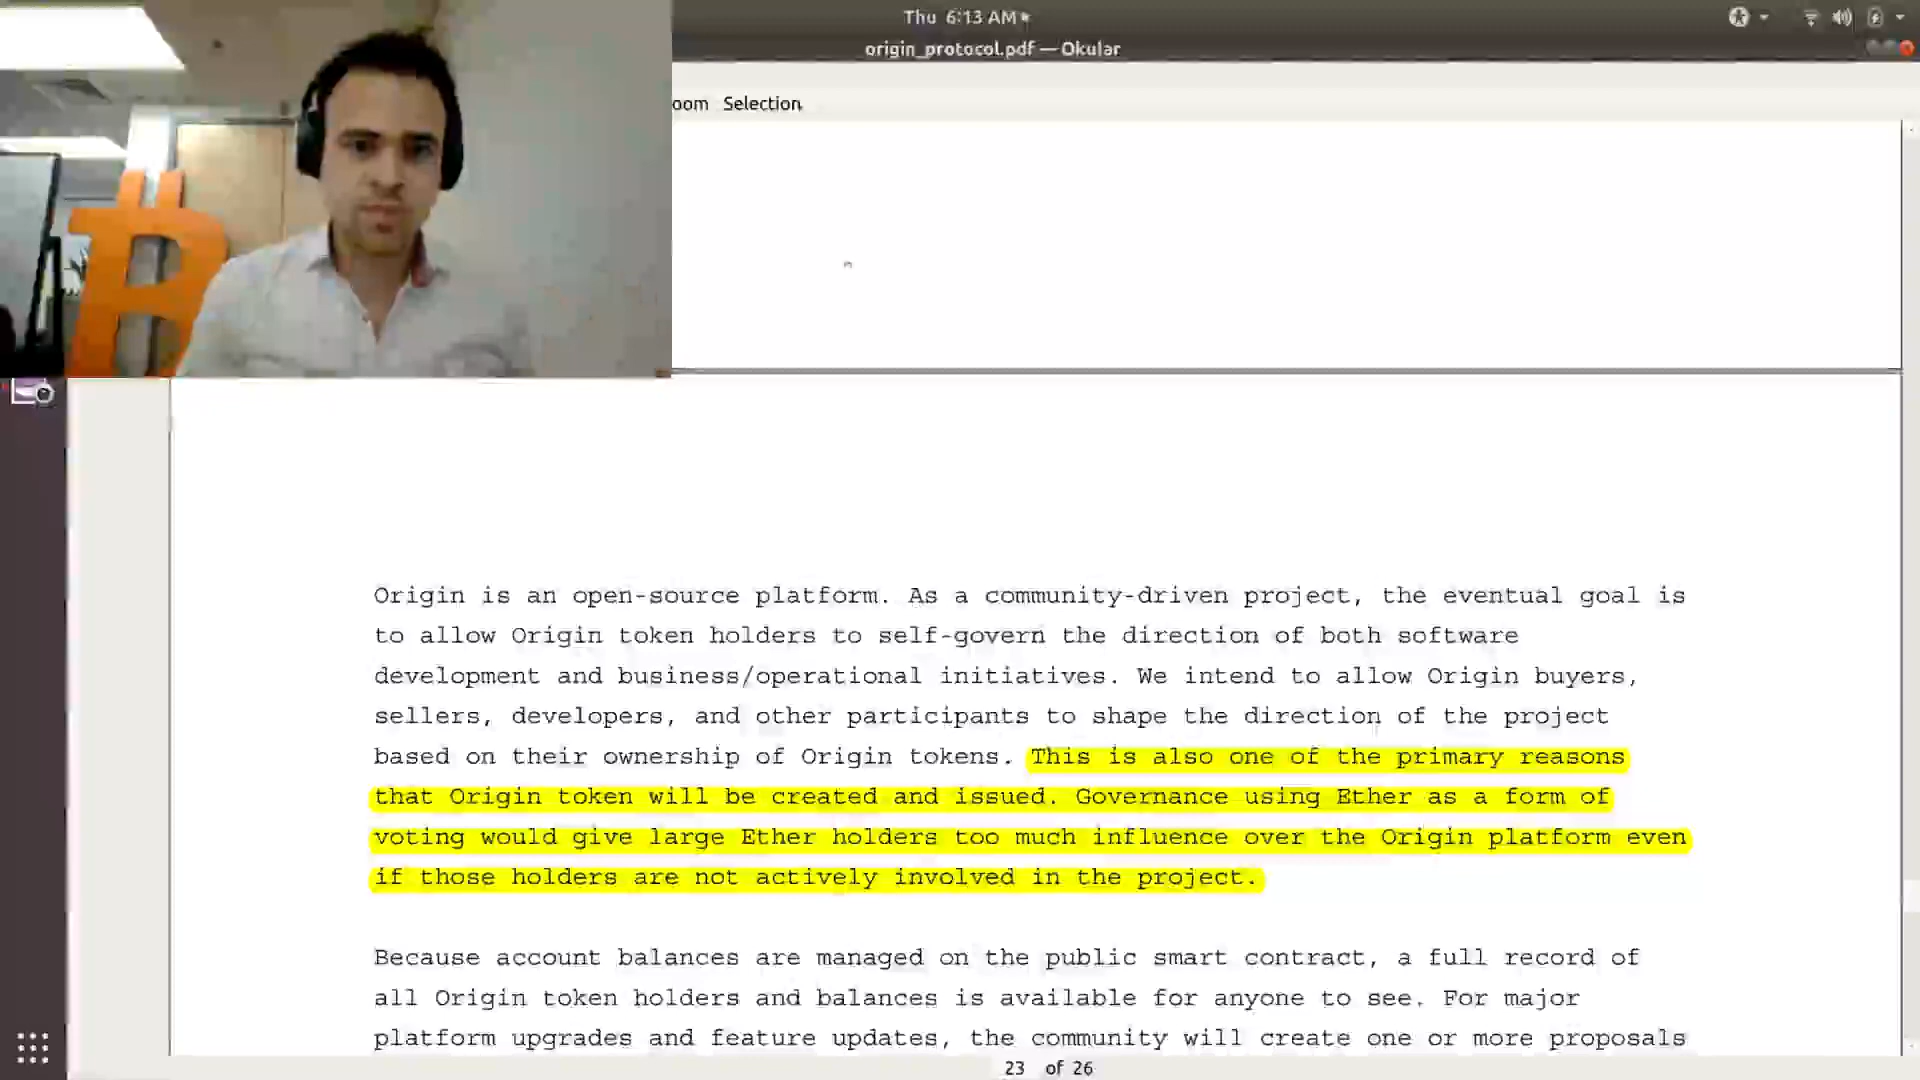 Thu 6:13 AM
origin_protocol.pdf — Okular
oom Selection
Origin is an open-source platform. As a community-driven project, the eventual goal is
to allow Origin token holders to self-govern the direction of both software
development and business/operational initiatives. We intend to allow Origin buyers,
sellers, developers, and other participants to shape the direction of the project
based on their ownership of Origin tokens. This is also one of the primary reasons
that Origin token will be created and issued. Governance using Ether as a form of
voting would give large Ether holders too much influence over the Origin platform even
if those holders are not actively involved in the project.
Because account balances are managed on the public smart contract, a full record of
all Origin token holders and balances is available for anyone to see. For major
platform upgrades and feature updates, the community will create one or more proposals
23 of 26